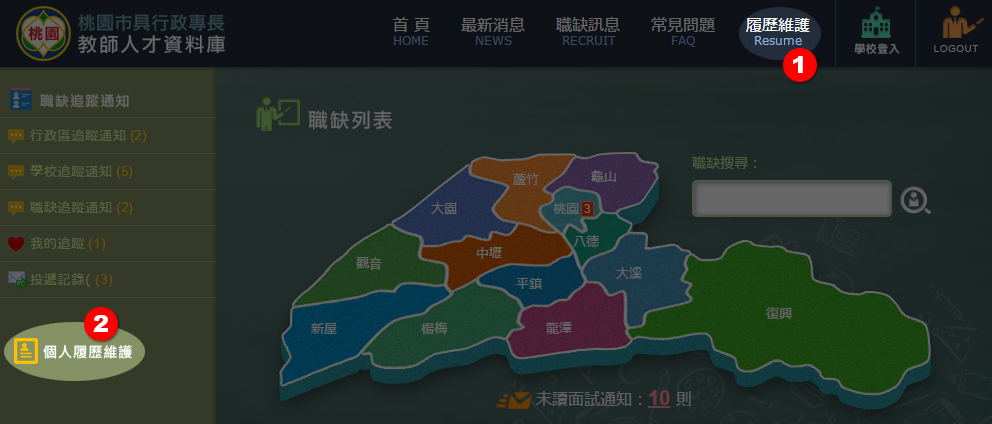 桃園
桃園市具行政專長
教師人才資料庫
首 頁
HOME
最新消息
NEWS
職缺訊息
RECRUIT
常見問題
FAQ
履歷維護
Resume
1
學校登入
LOGOUT
職缺追蹤通知
行政區追蹤通知 (2)
學校追蹤通知 (5)
職缺追蹤通知 (2)
我的追蹤 (1)
投遞記錄( (3)
2
個人履歷維護
職缺列表
職缺搜尋：
蘆竹
龜山
大園
桃園 3
八德
中壢
觀音
大溪
平鎮
復興
新屋
楊梅
龍潭
未讀面試通知：10 則